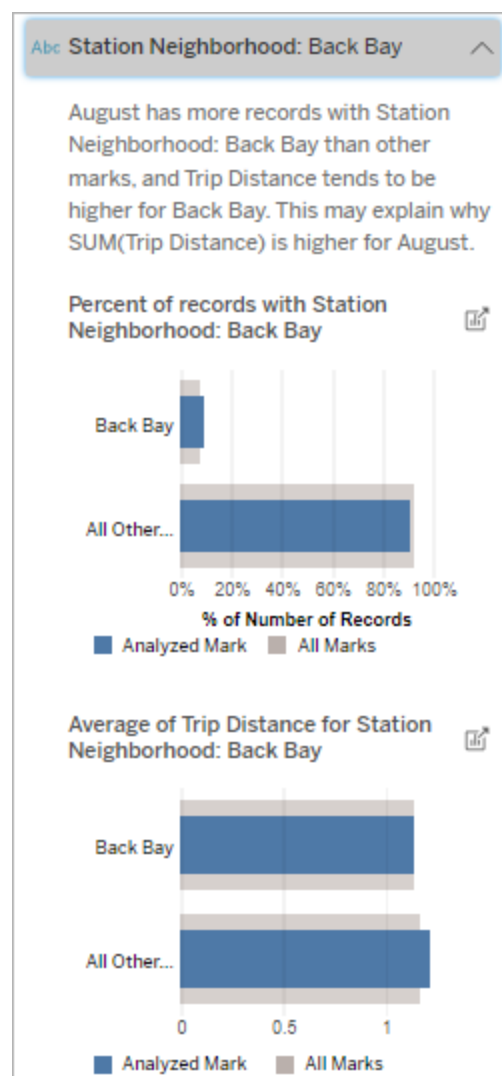 Abc Station Neighborhood: Back Bay
August has more records with Station
Neighborhood: Back Bay than other
marks, and Trip Distance tends to be
higher for Back Bay. This may explain why
SUM(Trip Distance) is higher for August.
Percent of records with Station
Neighborhood: Back Bay
Back Bay
All Other...
0% 20% 40% 60% 80% 100%
% of Number of Records
Analyzed Mark All Marks
Average of Trip Distance for Station
Neighborhood: Back Bay
Back Bay
All Other...
0 0.5 1
Analyzed Mark All Marks